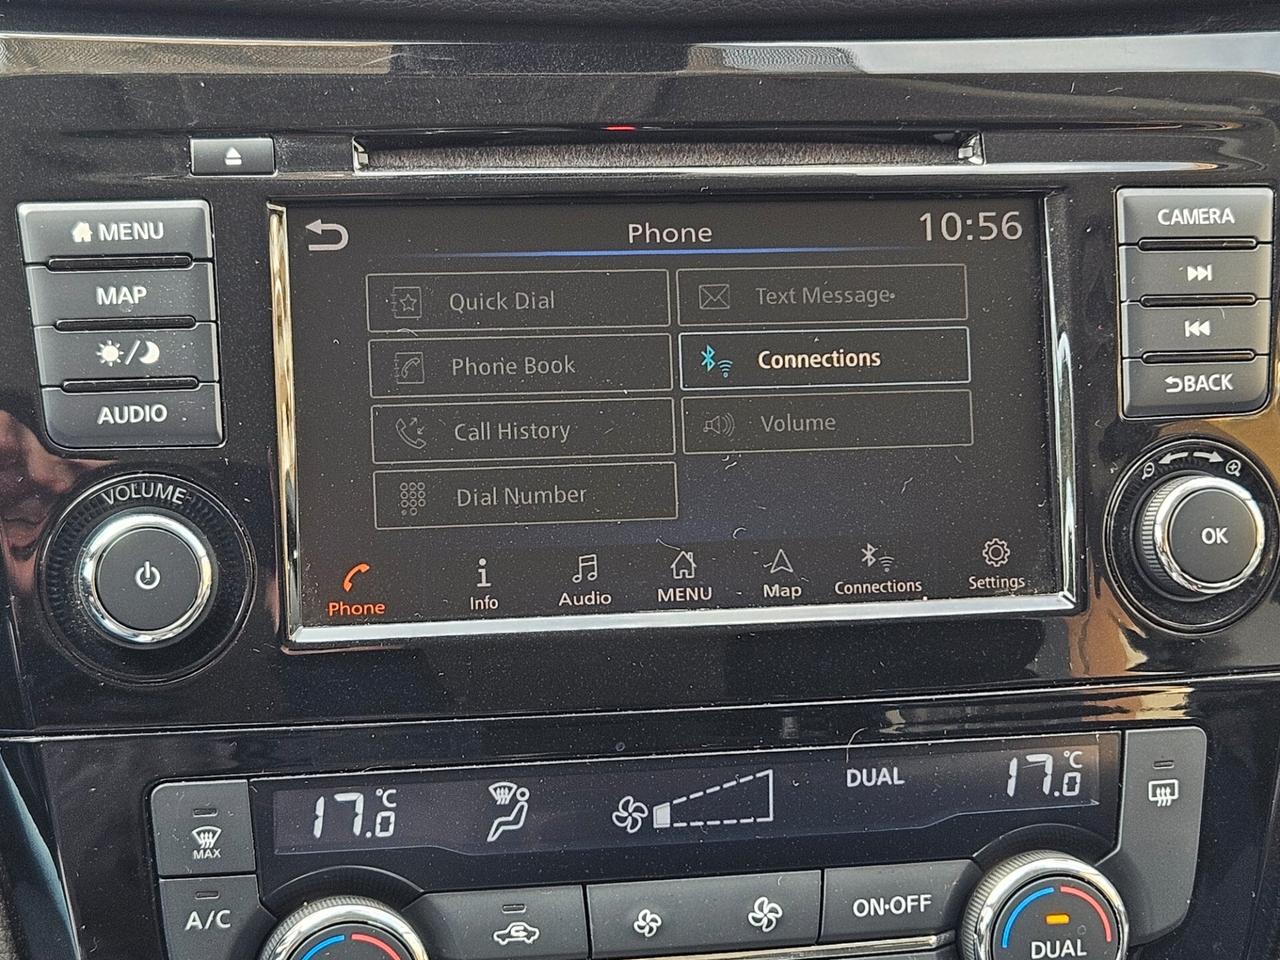 MENU
MAP
AUDIO
VOLUME
Phone
10:56
Quick Dial
Text Message
Phone Book
Connections
Call History
Volume
Dial Number
Phone
Info
Audio
MENU
Map
Connections
Settings
CAMERA
BACK
OK
17.0 °C
DUAL
17.0 °C
MAX
A/C
ON·OFF
DUAL